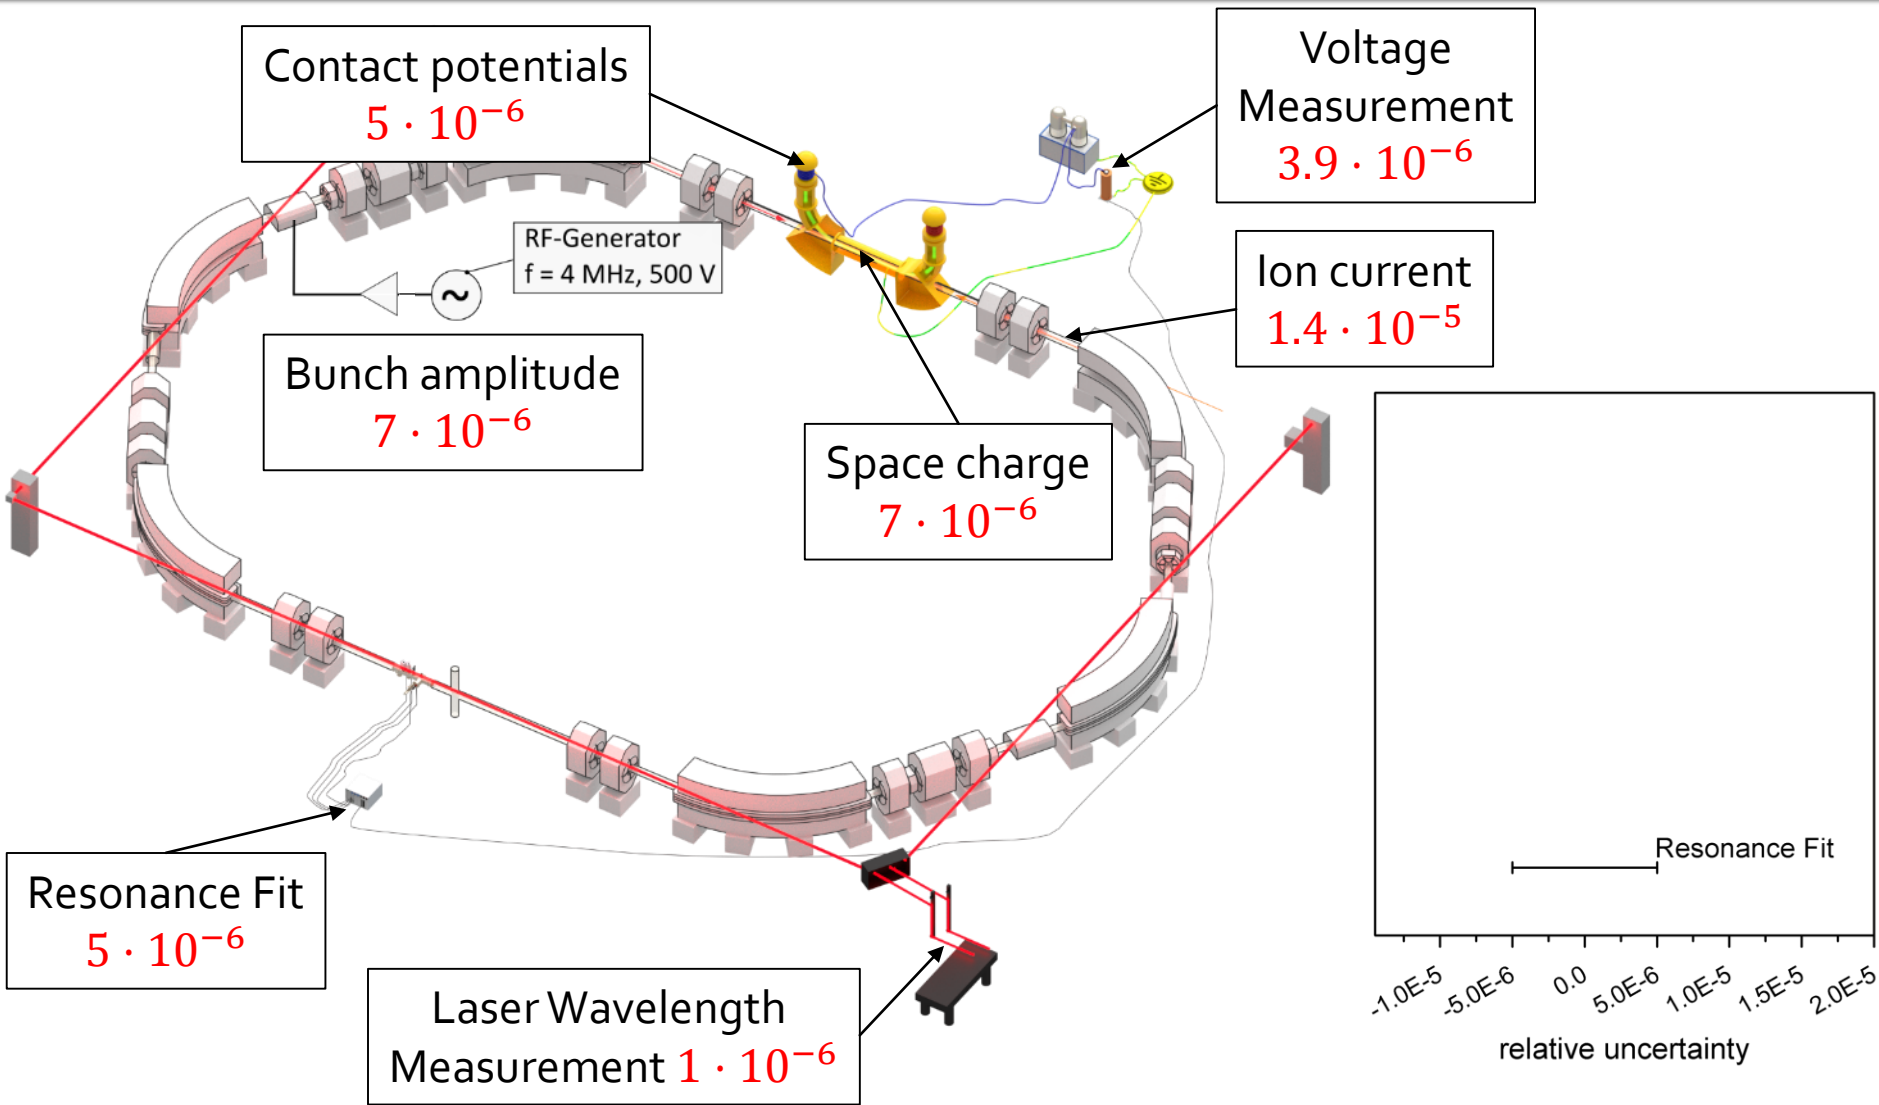 Contact potentials
5 · 10⁻⁶
Voltage
Measurement
3.9 · 10⁻⁶
RF-Generator
f = 4 MHz, 500 V
~
Ion current
1.4 · 10⁻⁵
Bunch amplitude
7 · 10⁻⁶
Space charge
7 · 10⁻⁶
Resonance Fit
5 · 10⁻⁶
Laser Wavelength
Measurement 1 · 10⁻⁶
Resonance Fit
-1.0E-5 -5.0E-6 0.0 5.0E-6 1.0E-5 1.5E-5 2.0E-5
relative uncertainty